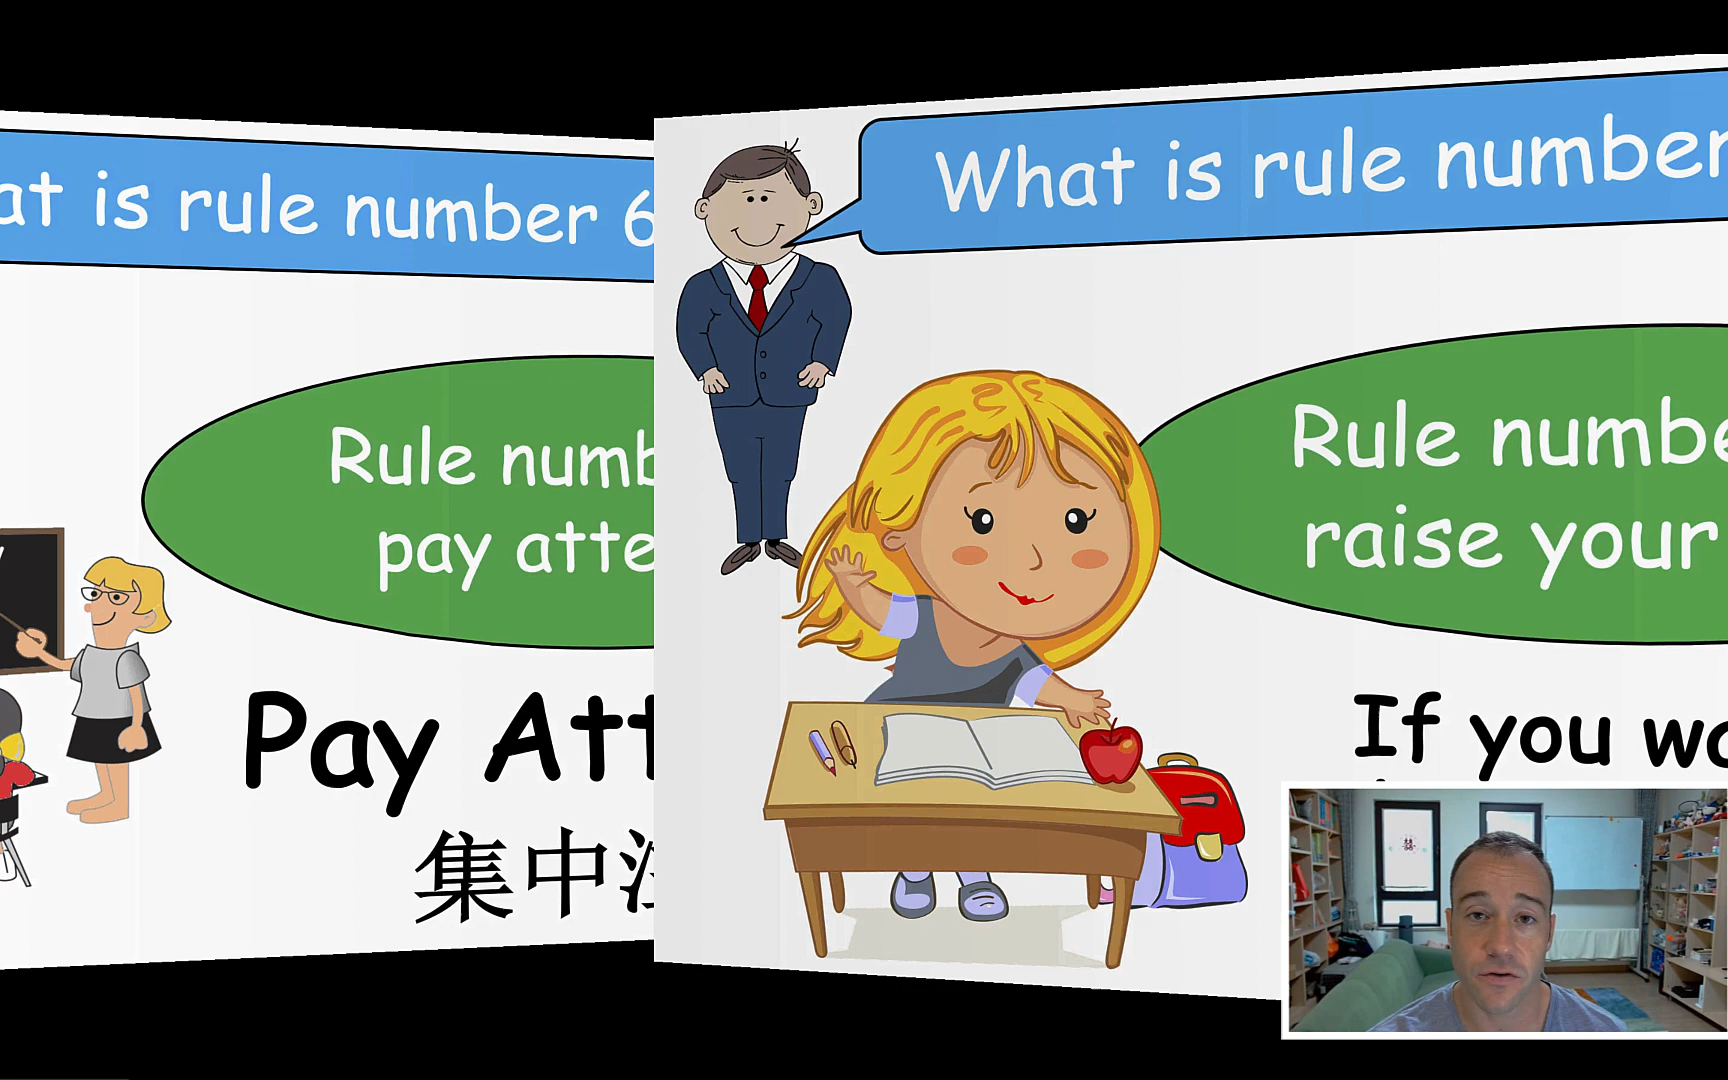 at is rule number 6
Rule numb
pay atte
Pay Att
集中
What is rule number
Rule numbe
raise your
If you wo
囍